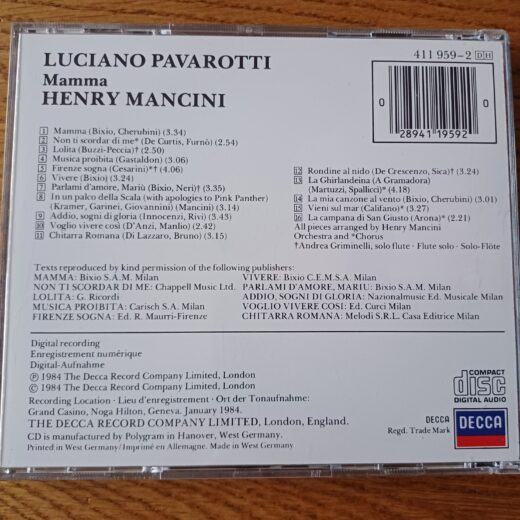 LUCIANO PAVAROTTI
Mamma
HENRY MANCINI
411 959-2 DH
0
0
28941 19592
1 Mamma (Bixio, Cherubini) (3.34)
2 Non ti scordar di me* (De Curtis, Furnò) (2.54)
3 Lolita (Buzzi-Peccia)† (2.50)
4 Musica proibita (Gastaldon) (3.06)
5 Firenze sogna (Cesarini)*† (4.06)
6 Vivere (Bixio) (3.24)
7 Parlami d'amore, Mariù (Bixio, Neri)† (3.35)
8 In un palco della Scala (with apologies to Pink Panther)
(Kramer, Garinei, Giovannini) (Mancini) (3.14)
9 Addio, sogni di gloria (Innocenzi, Rivi) (3.43)
10 Voglio vivere così (D'Anzi, Manlio) (2.42)
11 Chitarra Romana (Di Lazzaro, Bruno) (3.15)
12 Rondine al nido (De Crescenzo, Sica)† (3.24)
13 La Ghirlandeina (A Gramadora)
(Martuzzi, Spallicci)* (4.18)
14 La mia canzone al vento (Bixio, Cherubini) (3.01)
15 Vieni sul mar (Califano)* (3.27)
16 La campana di San Giusto (Arona)* (2.21)
All pieces arranged by Henry Mancini
Orchestra and *Chorus
†Andrea Griminelli, solo flute · Flute solo · Solo-Flöte
Texts reproduced by kind permission of the following publishers:
MAMMA: Bixio S.A.M. Milan
NON TI SCORDAR DI ME: Chappell Music Ltd.
LOLITA: G. Ricordi
MUSICA PROIBITA: Carisch S.A. Milan
FIRENZE SOGNA: Ed. R. Maurri-Firenze
VIVERE: Bixio C.E.M.S.A. Milan
PARLAMI D'AMORE, MARIU: Bixio S.A.M. Milan
ADDIO, SOGNI DI GLORIA: Nazionalmusic Ed. Musicale Milan
VOGLIO VIVERE COSI: Ed. Curci Milan
CHITARRA ROMANA: Melodi S.R.L. Casa Editrice Milan
Digital recording
Enregistrement numérique
Digital-Aufnahme
℗ 1984 The Decca Record Company Limited, London
© 1984 The Decca Record Company Limited, London
Recording Location · Lieu d'enregistrement · Ort der Tonaufnahme:
Grand Casino, Noga Hilton, Geneva. January 1984.
THE DECCA RECORD COMPANY LIMITED, London, England.
CD is manufactured by Polygram in Hanover, West Germany.
Printed in West Germany/Imprimé en Allemagne. Made in West Germany
COMPACT
disc
DIGITAL AUDIO
DECCA
Regd. Trade Mark
DECCA